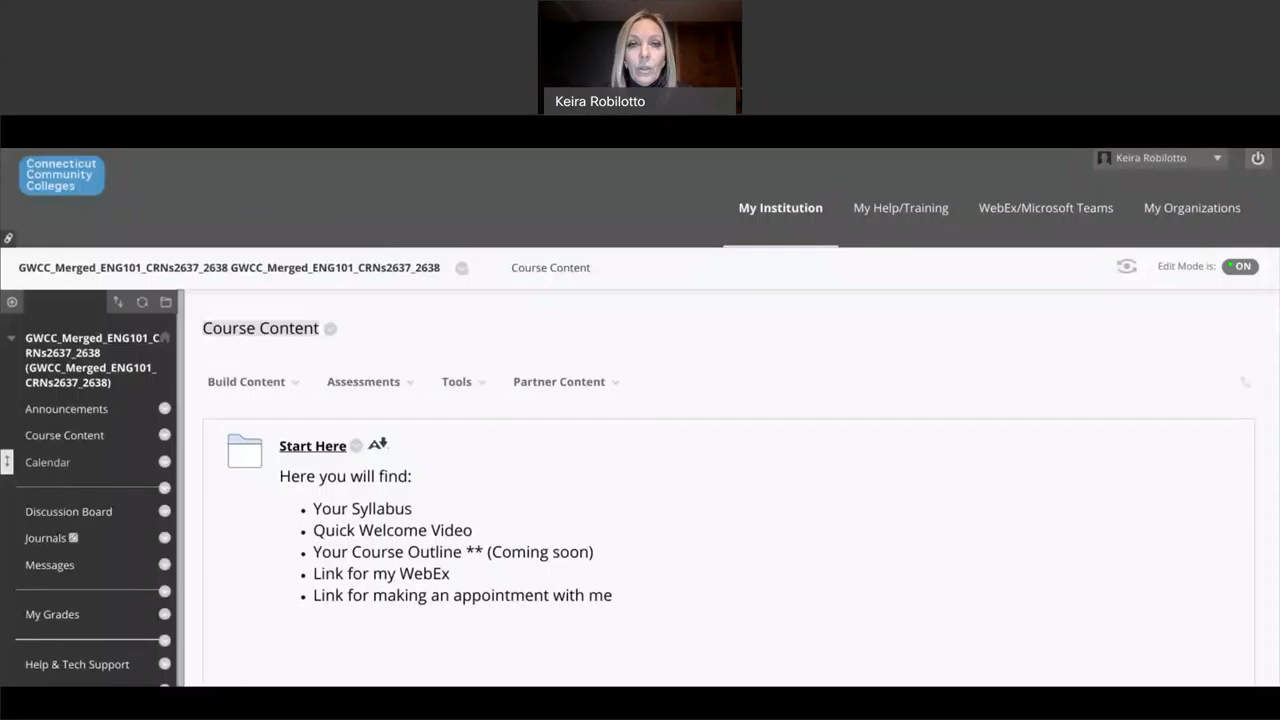 Keira Robilotto
Connecticut
Community
Colleges
Keira Robilotto
My Institution
My Help/Training
WebEx/Microsoft Teams
My Organizations
GWCC_Merged_ENG101_CRNs2637_2638 GWCC_Merged_ENG101_CRNs2637_2638
Course Content
Edit Mode is:
ON
GWCC_Merged_ENG101_C
RNs2637_2638
(GWCC_Merged_ENG101_
CRNs2637_2638)
Announcements
Course Content
Calendar
Discussion Board
Journals
Messages
My Grades
Help & Tech Support
Course Content
Build Content
Assessments
Tools
Partner Content
Start Here
Here you will find:
• Your Syllabus
• Quick Welcome Video
• Your Course Outline ** (Coming soon)
• Link for my WebEx
• Link for making an appointment with me